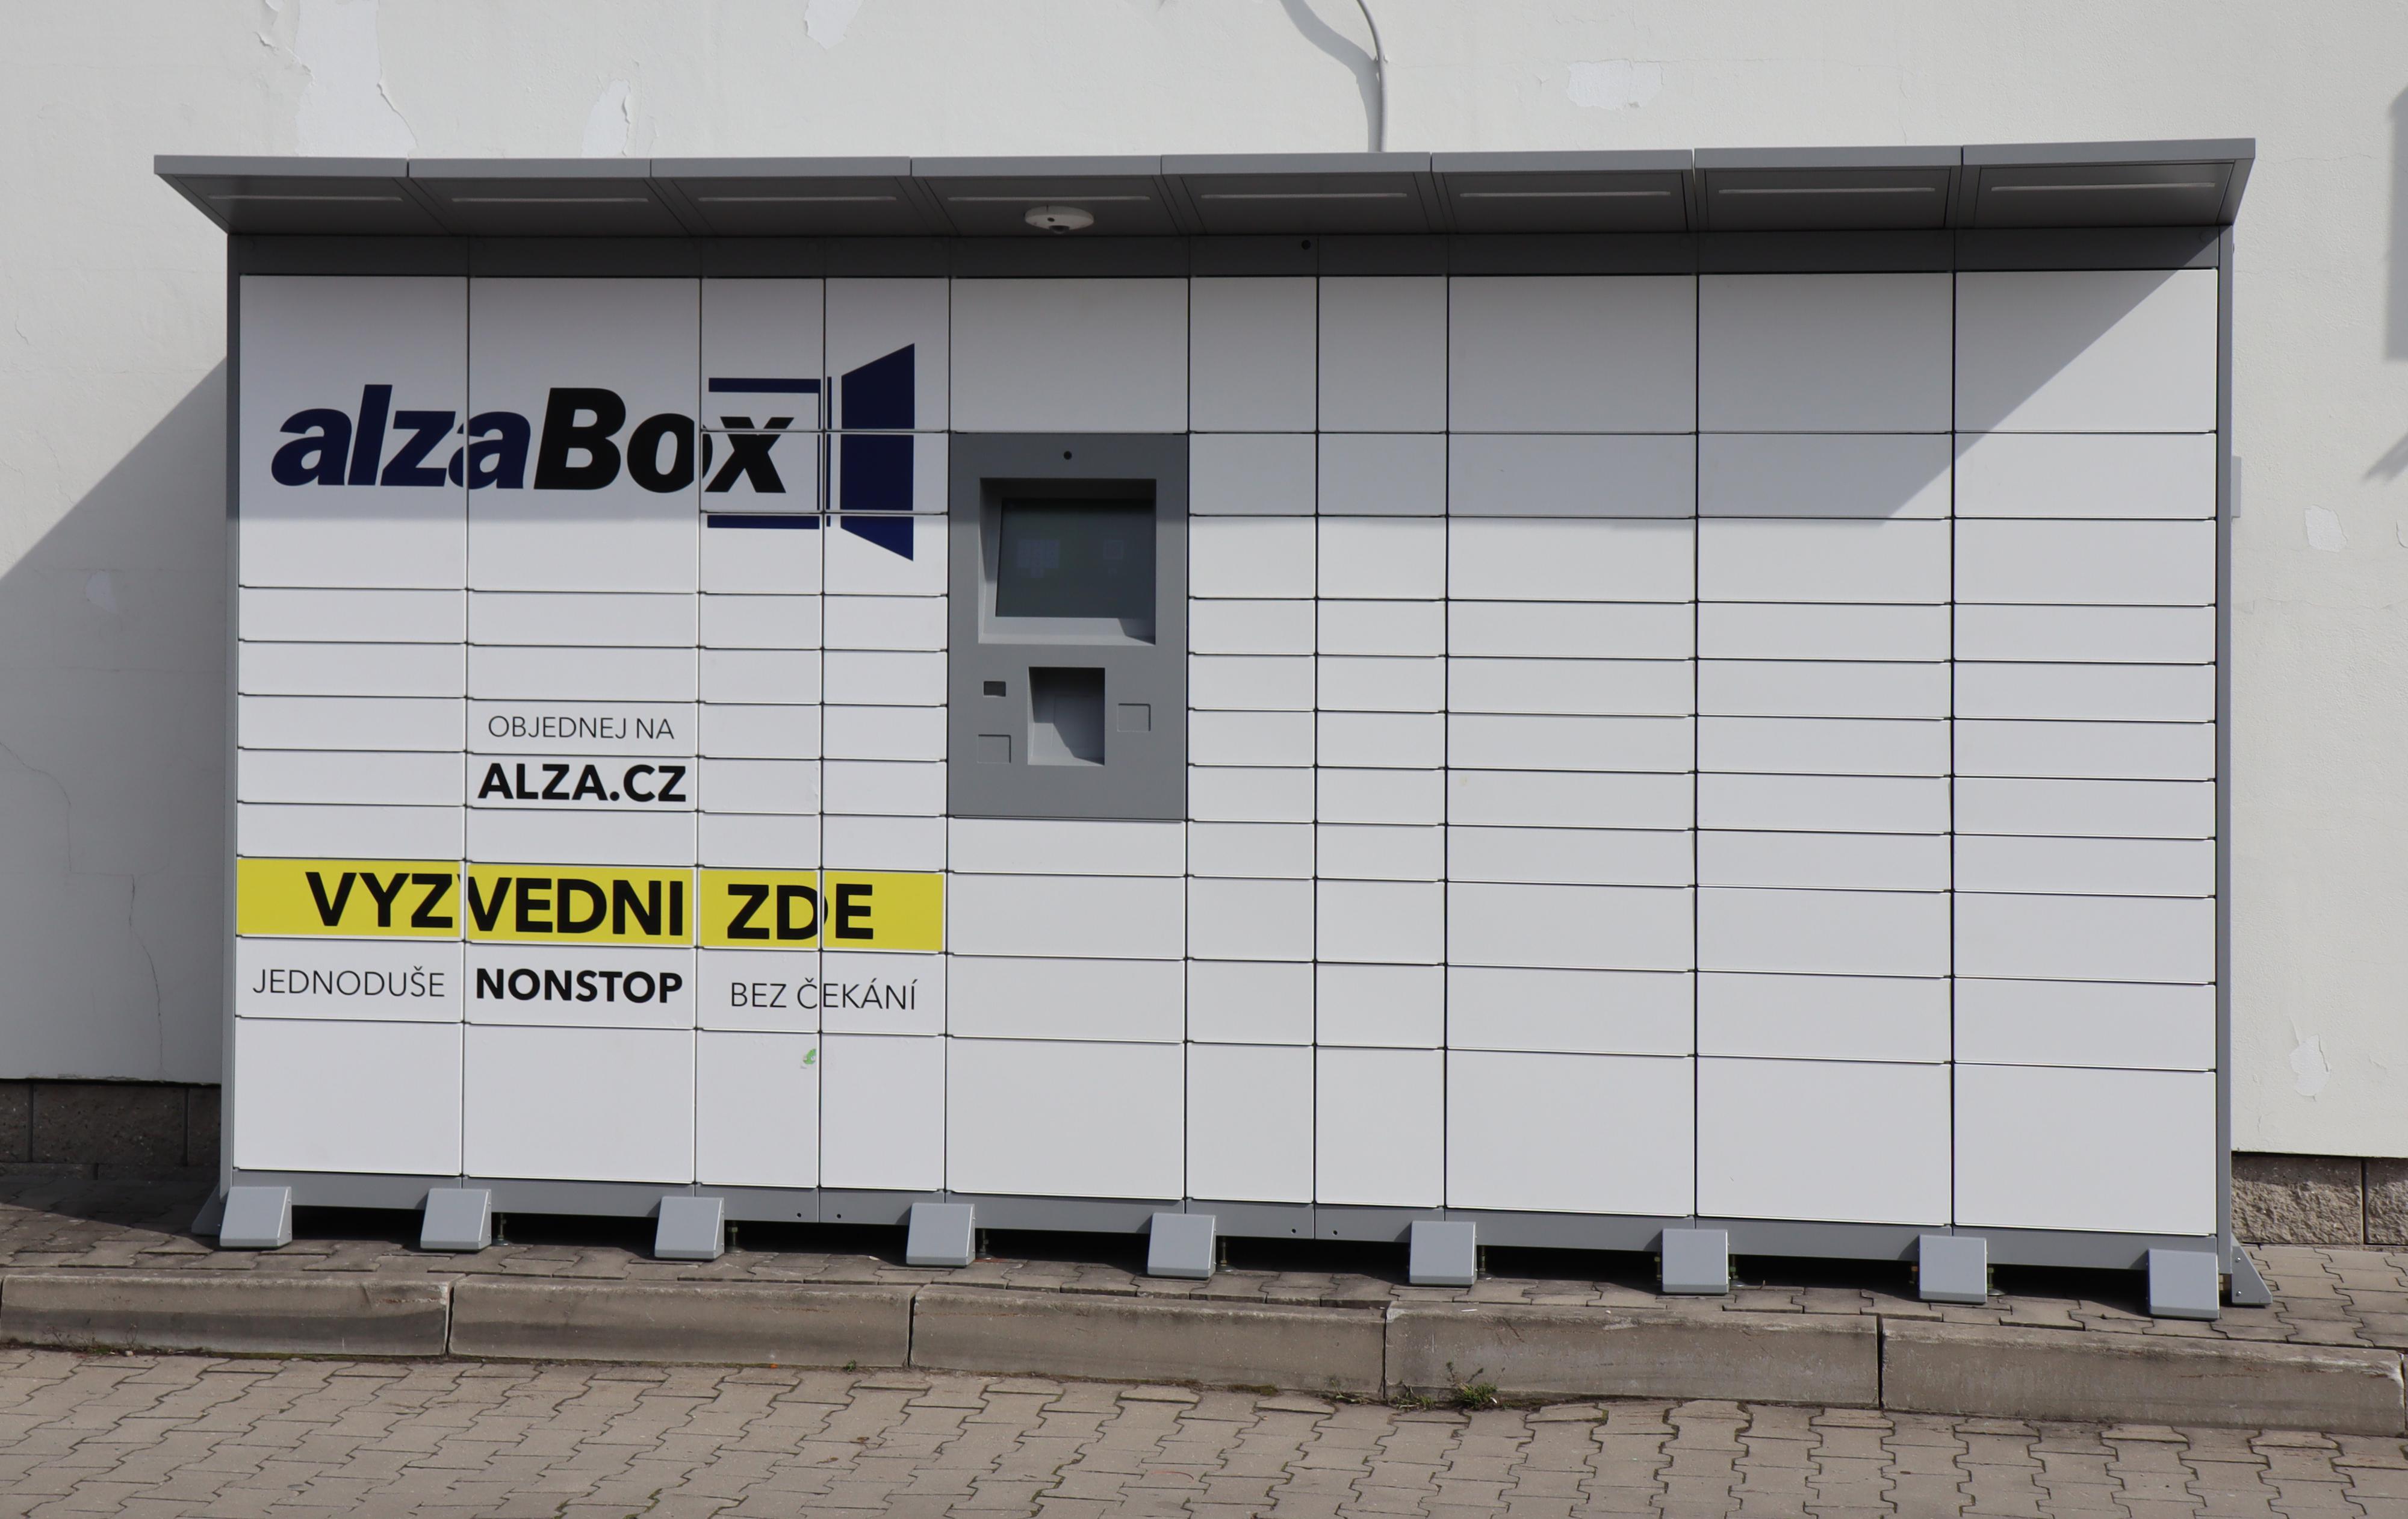 alzaBox
OBJEDNEJ NA
ALZA.CZ
VYZVEDNI ZDE
JEDNODUŠE NONSTOP BEZ ČEKÁNÍ